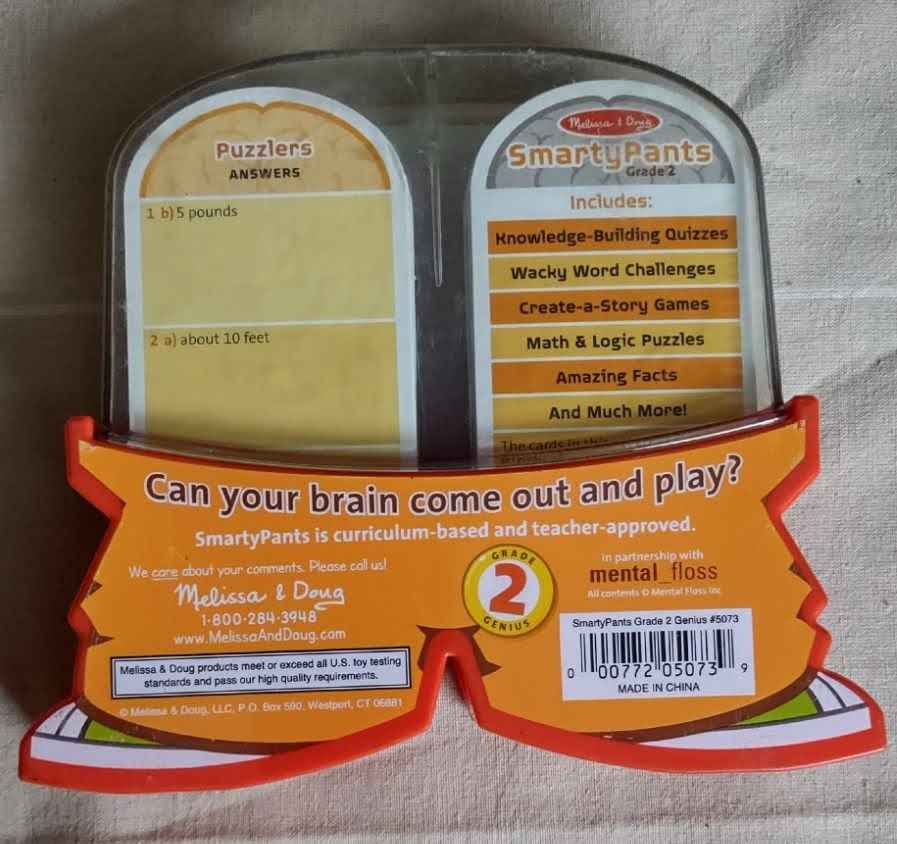 Puzzlers
ANSWERS
1 b) 5 pounds
2 a) about 10 feet
Melissa & Doug
SmartyPants
Grade 2
Includes:
Knowledge-Building Quizzes
Wacky Word Challenges
Create-a-Story Games
Math & Logic Puzzles
Amazing Facts
And Much More!
The cards in this
Can your brain come out and play?
SmartyPants is curriculum-based and teacher-approved.
We care about your comments. Please call us!
Melissa & Doug
1-800-284-3948
www.MelissaAndDoug.com
Melissa & Doug products meet or exceed all U.S. toy testing
standards and pass our high quality requirements.
© Melissa & Doug, LLC, P.O. Box 590, Westport, CT 06881
GRADE
2
GENIUS
in partnership with
mental_floss
All contents © Mental Floss Inc
SmartyPants Grade 2 Genius #5073
0 00772 05073 9
MADE IN CHINA